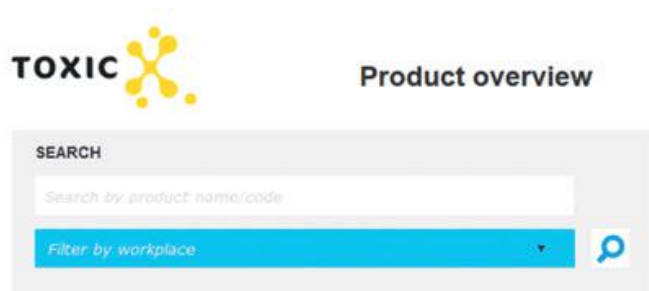 TOXIC
Product overview
SEARCH
Search by product name/code
Filter by workplace